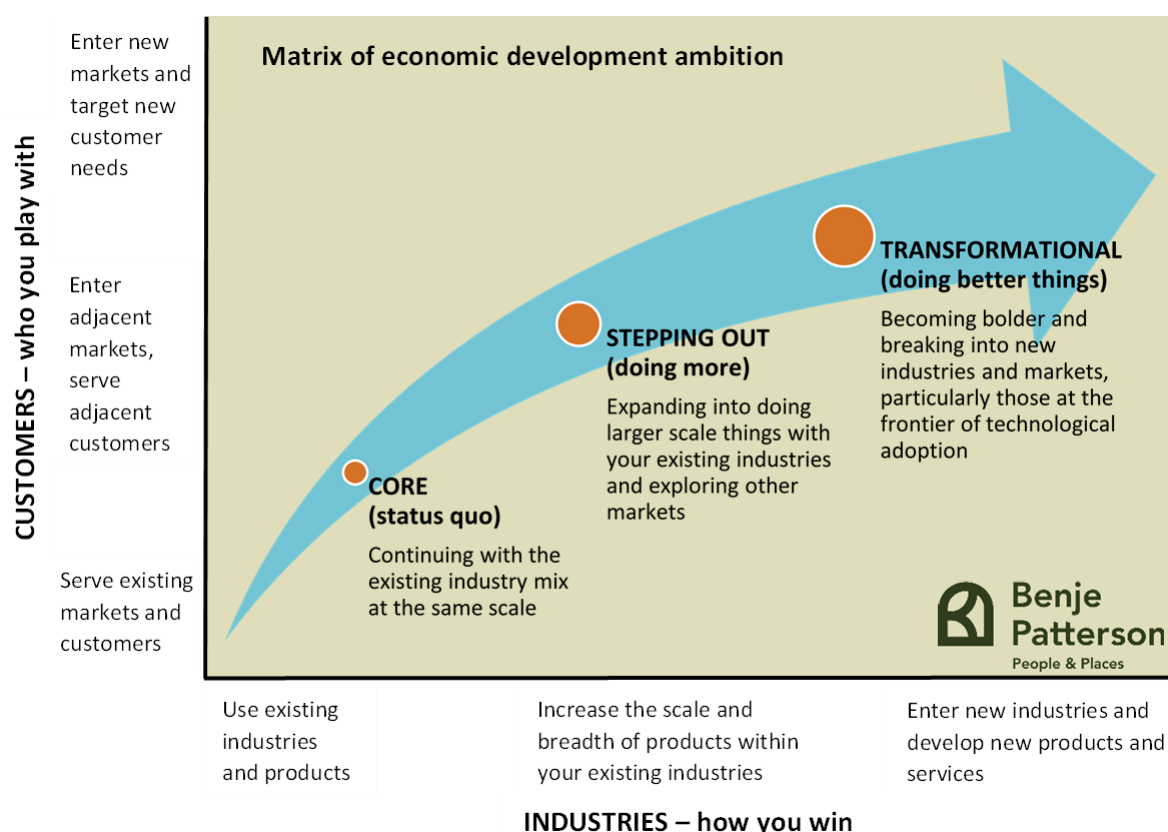 Matrix of economic development ambition
CUSTOMERS – who you play with
Enter new
markets and
target new
customer
needs
Enter
adjacent
markets,
serve
adjacent
customers
Serve existing
markets and
customers
TRANSFORMATIONAL
(doing better things)
Becoming bolder and
breaking into new
industries and markets,
particularly those at the
frontier of technological
adoption
STEPPING OUT
(doing more)
Expanding into doing
larger scale things with
your existing industries
and exploring other
markets
CORE
(status quo)
Continuing with the
existing industry mix
at the same scale
Benje
Patterson
People & Places
Use existing
industries
and products
Increase the scale and
breadth of products within
your existing industries
Enter new industries and
develop new products and
services
INDUSTRIES – how you win